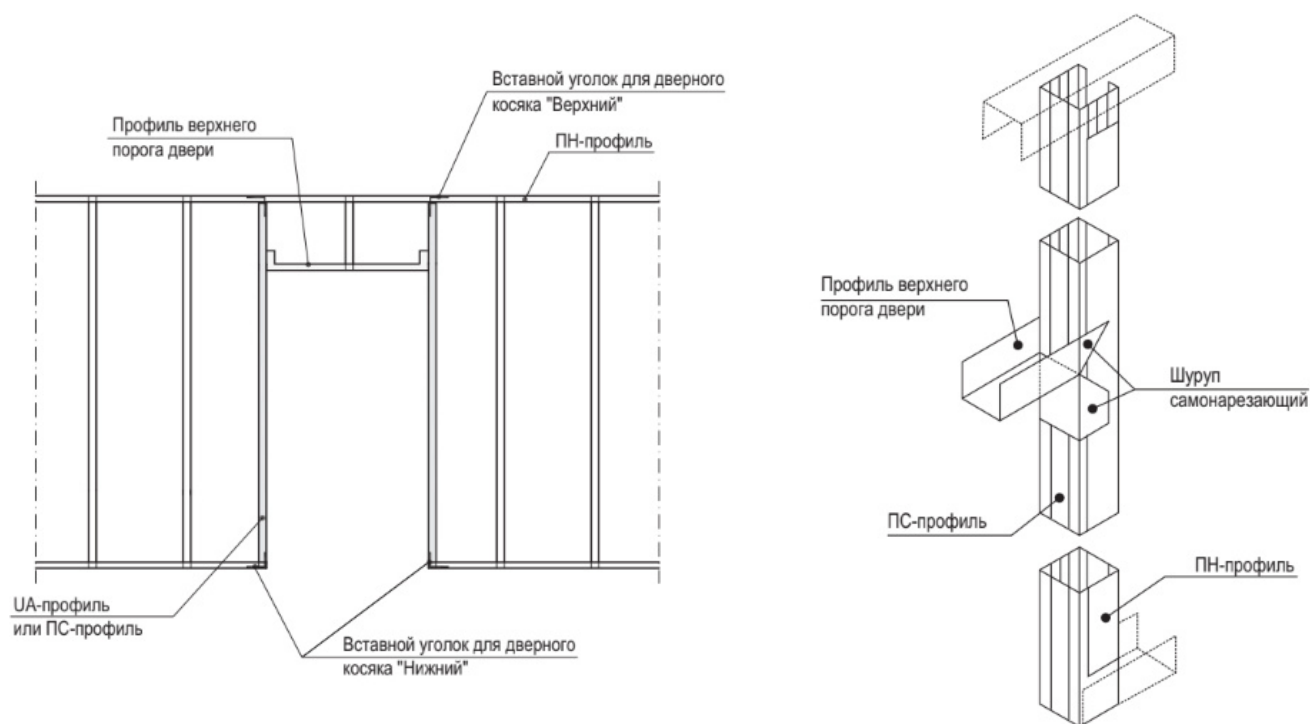 Вставной уголок для дверного
косяка "Верхний"
Профиль верхнего
порога двери
ПН-профиль
UA-профиль
или ПС-профиль
Вставной уголок для дверного
косяка "Нижний"
Профиль верхнего
порога двери
Шуруп
самонарезающий
ПС-профиль
ПН-профиль